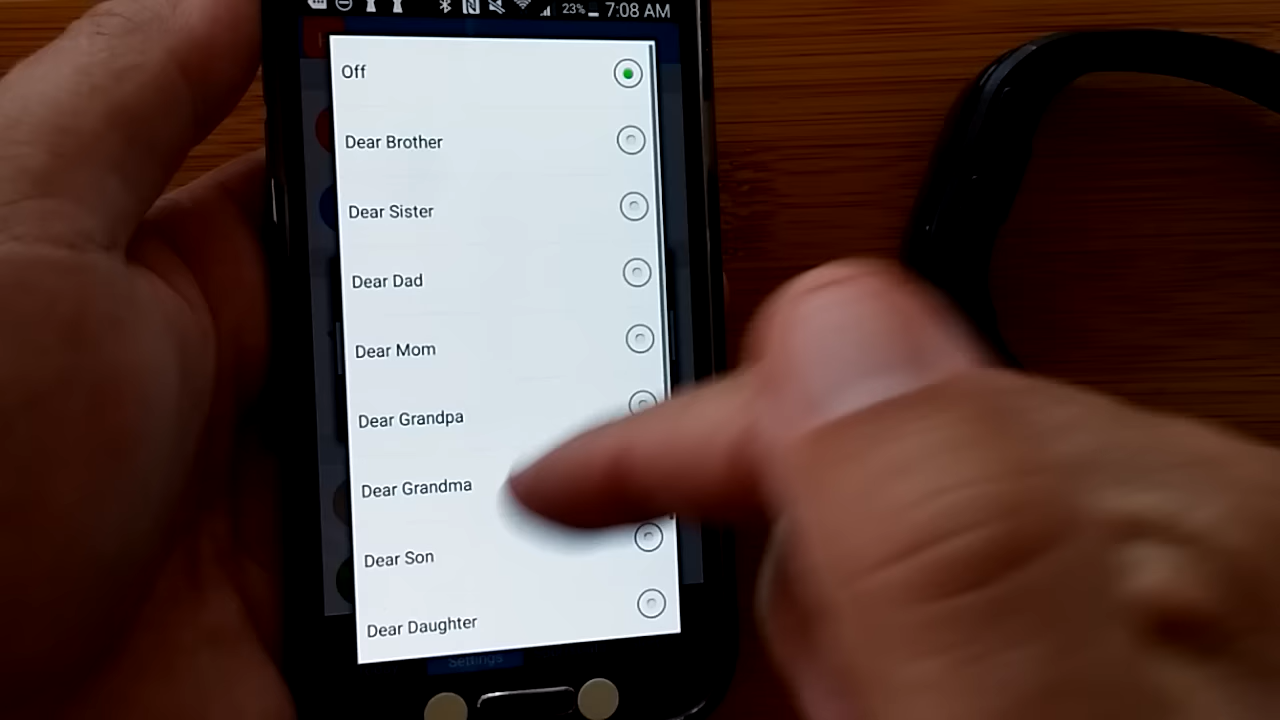 23% 7:08 AM
Off
Dear Brother
Dear Sister
Dear Dad
Dear Mom
Dear Grandpa
Dear Grandma
Dear Son
Dear Daughter
Settings